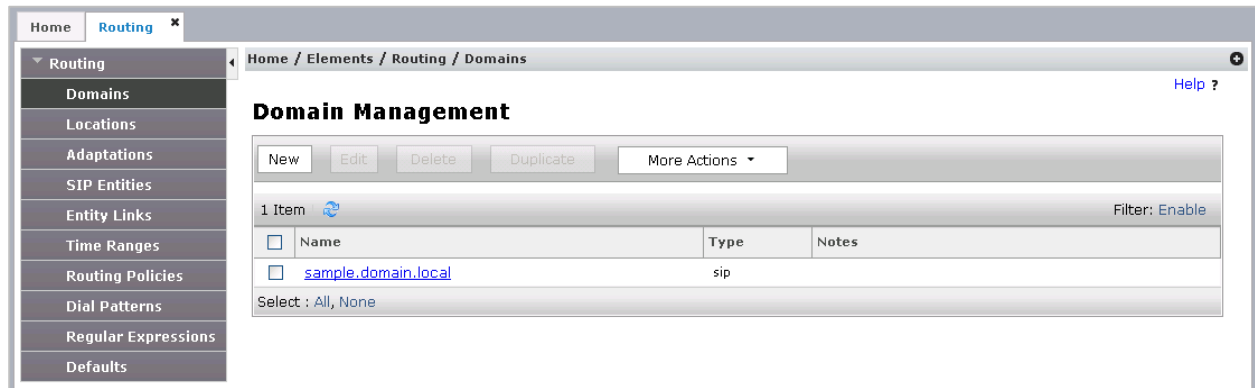 Home Routing ×
Routing
Domains
Locations
Adaptations
SIP Entities
Entity Links
Time Ranges
Routing Policies
Dial Patterns
Regular Expressions
Defaults
Home / Elements / Routing / Domains
Help ?
Domain Management
New Edit Delete Duplicate More Actions
1 Item Filter: Enable
Name Type Notes
sample.domain.local sip
Select : All, None